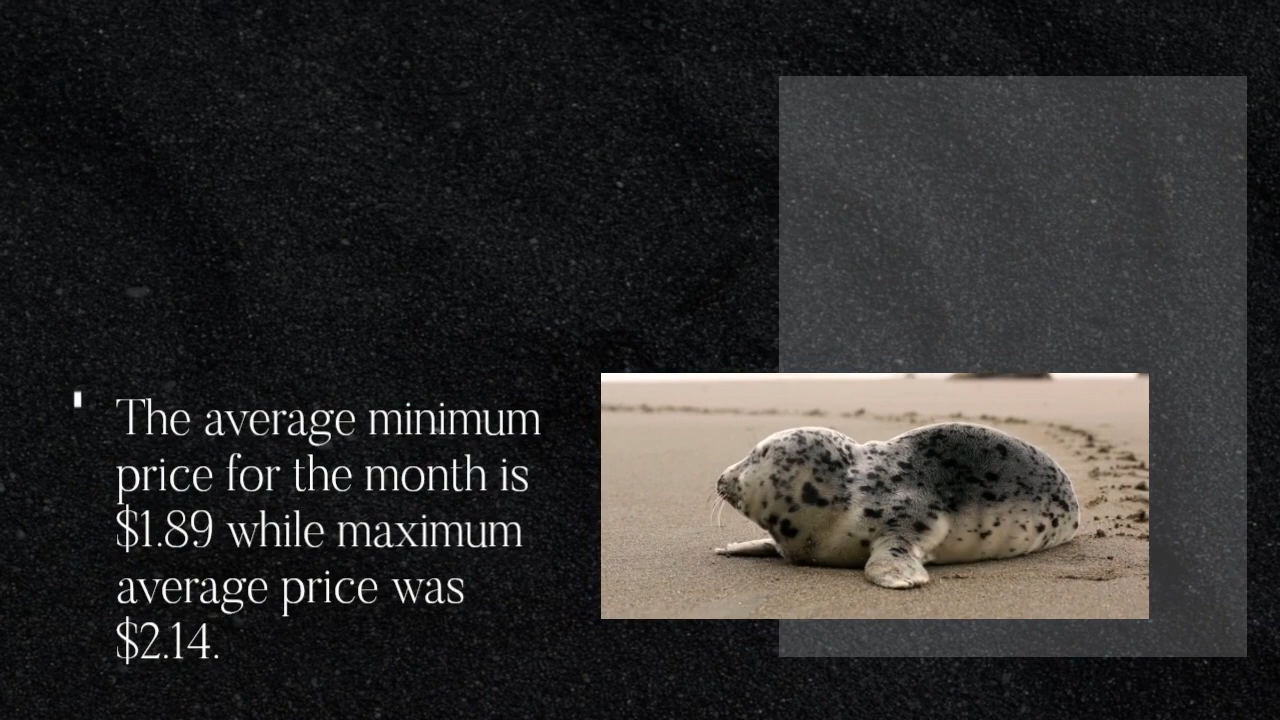 The average minimum
price for the month is
$1.89 while maximum
average price was
$2.14.